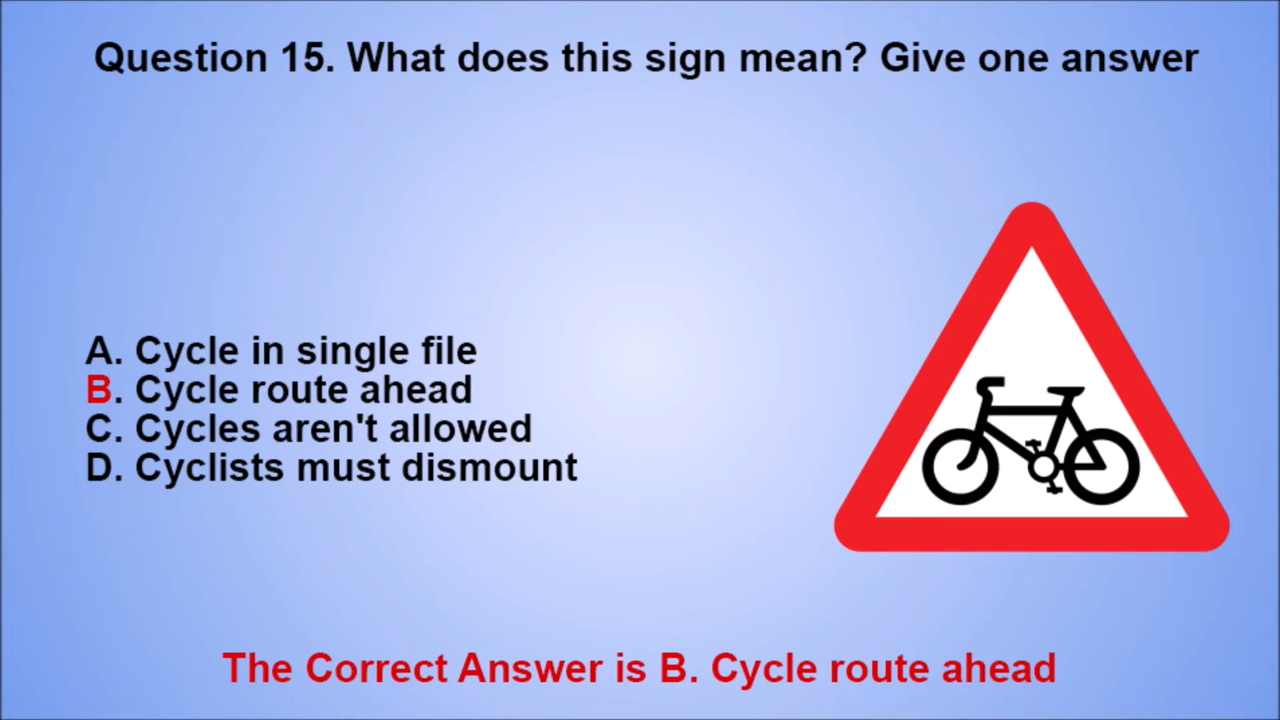 Question 15. What does this sign mean? Give one answer
A. Cycle in single file
B. Cycle route ahead
C. Cycles aren't allowed
D. Cyclists must dismount
The Correct Answer is B. Cycle route ahead